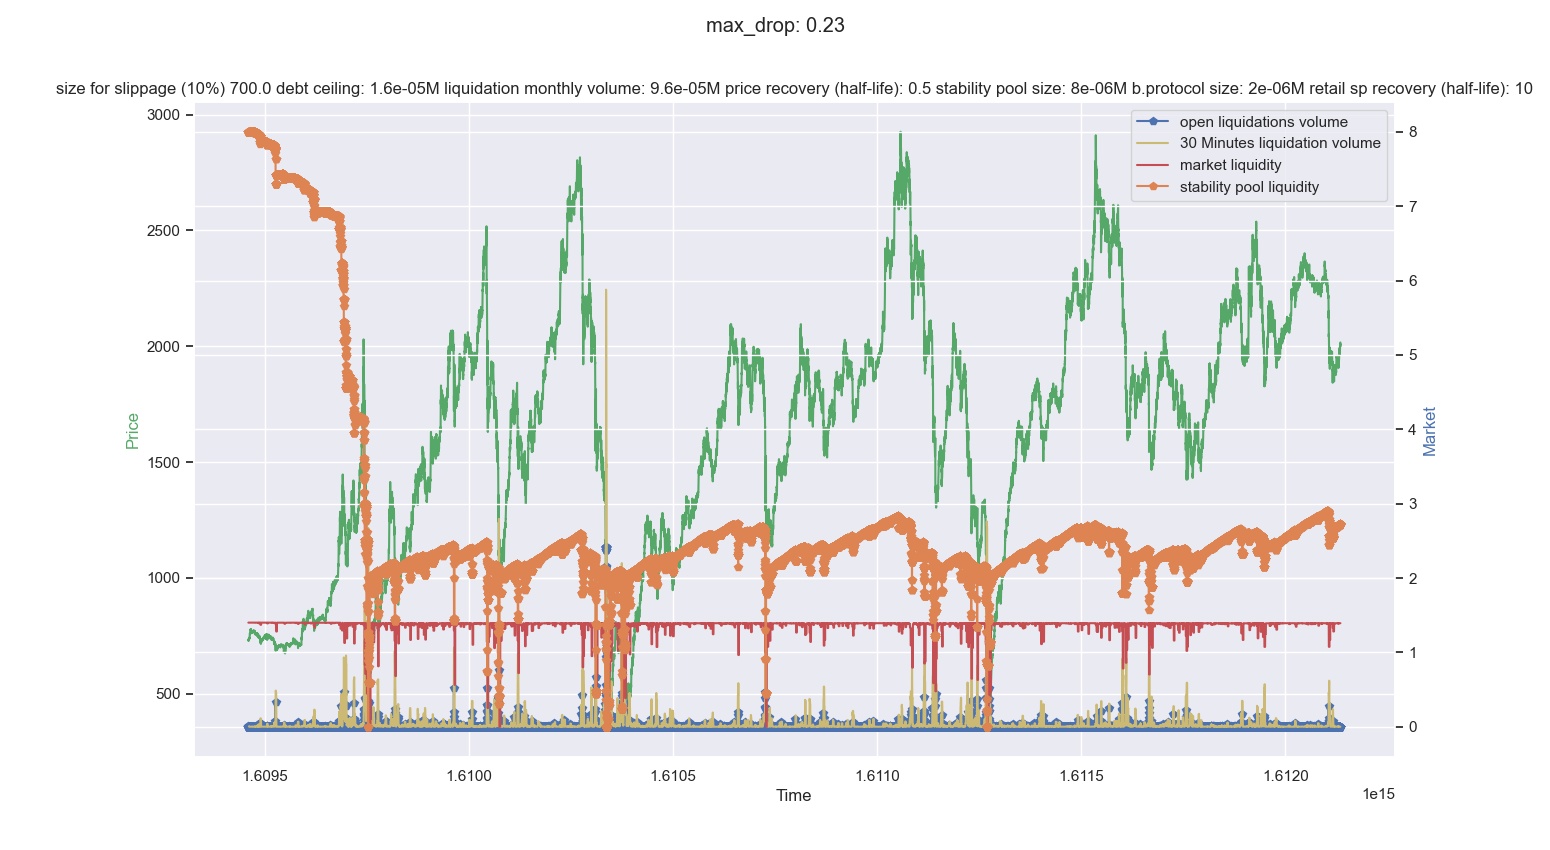 max_drop: 0.23
size for slippage (10%) 700.0 debt ceiling: 1.6e-05M liquidation monthly volume: 9.6e-05M price recovery (half-life): 0.5 stability pool size: 8e-06M b.protocol size: 2e-06M retail sp recovery (half-life): 10
open liquidations volume
30 Minutes liquidation volume
market liquidity
stability pool liquidity
3000
2500
2000
1500
1000
500
Price
8
7
6
5
4
3
2
1
0
Market
1.6095 1.6100 1.6105 1.6110 1.6115 1.6120
Time
1e15